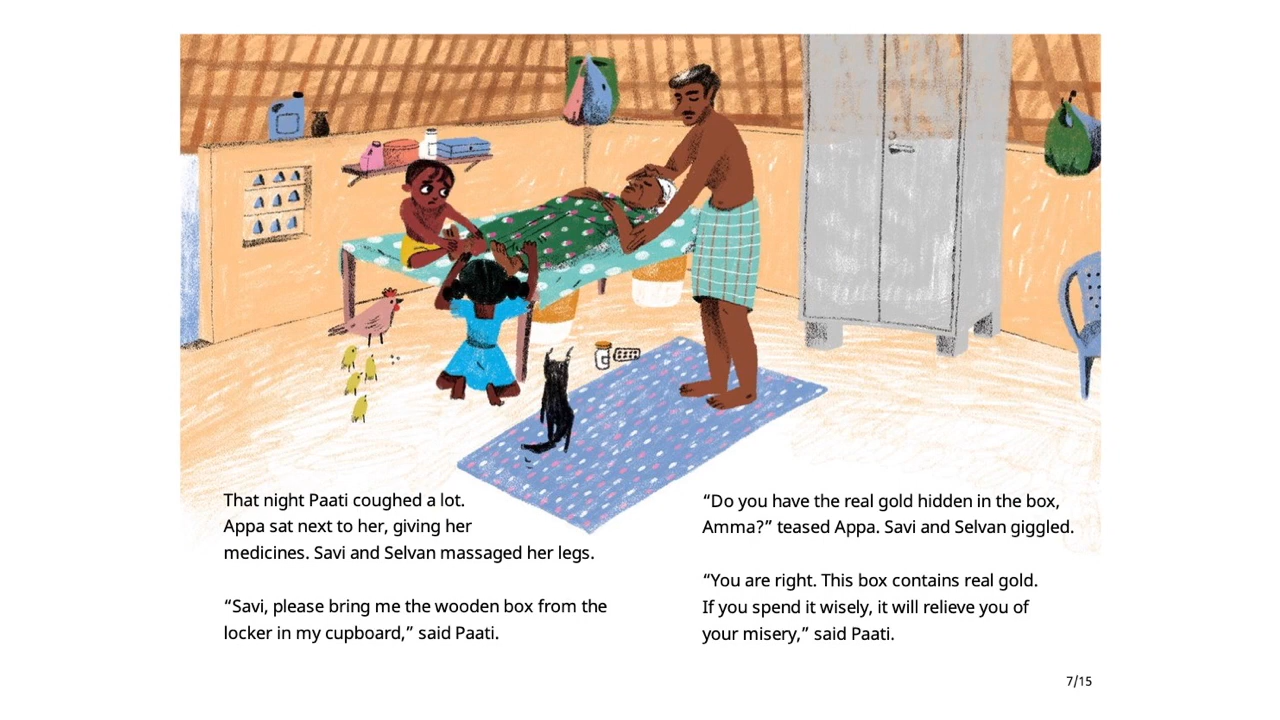 That night Paati coughed a lot.
Appa sat next to her, giving her
medicines. Savi and Selvan massaged her legs.
“Savi, please bring me the wooden box from the
locker in my cupboard,” said Paati.
“Do you have the real gold hidden in the box,
Amma?” teased Appa. Savi and Selvan giggled.
“You are right. This box contains real gold.
If you spend it wisely, it will relieve you of
your misery,” said Paati.
7/15